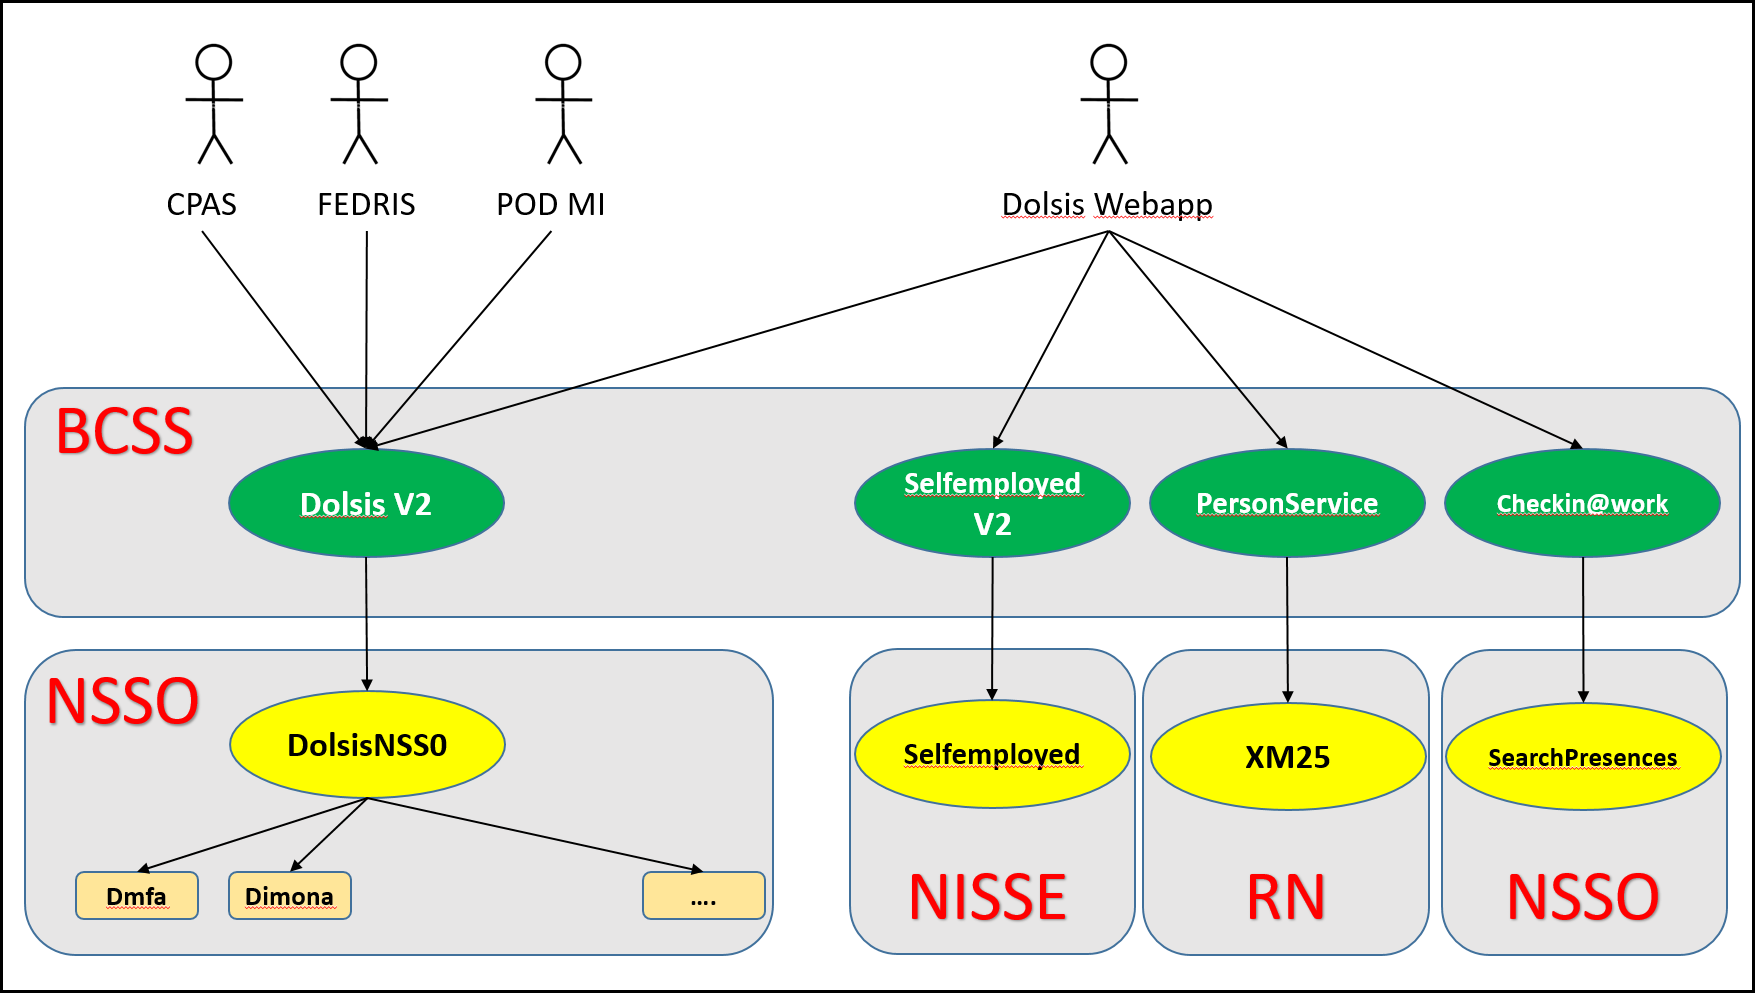 CPAS
FEDRIS
POD MI
Dolsis Webapp
BCSS
Dolsis V2
Selfemployed
V2
PersonService
Checkin@work
NSSO
DolsisNSS0
Selfemployed
XM25
SearchPresences
Dmfa
Dimona
....
NISSE
RN
NSSO